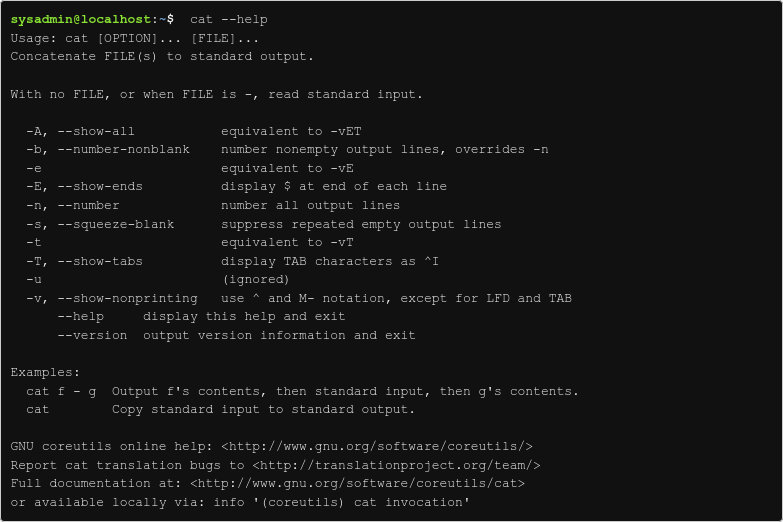 sysadmin@localhost:~$  cat --help
Usage: cat [OPTION]... [FILE]...
Concatenate FILE(s) to standard output.

With no FILE, or when FILE is -, read standard input.

  -A, --show-all           equivalent to -vET
  -b, --number-nonblank    number nonempty output lines, overrides -n
  -e                       equivalent to -vE
  -E, --show-ends          display $ at end of each line
  -n, --number             number all output lines
  -s, --squeeze-blank      suppress repeated empty output lines
  -t                       equivalent to -vT
  -T, --show-tabs          display TAB characters as ^I
  -u                       (ignored)
  -v, --show-nonprinting   use ^ and M- notation, except for LFD and TAB
      --help     display this help and exit
      --version  output version information and exit

Examples:
  cat f - g  Output f's contents, then standard input, then g's contents.
  cat        Copy standard input to standard output.

GNU coreutils online help: <http://www.gnu.org/software/coreutils/>
Report cat translation bugs to <http://translationproject.org/team/>
Full documentation at: <http://www.gnu.org/software/coreutils/cat>
or available locally via: info '(coreutils) cat invocation'